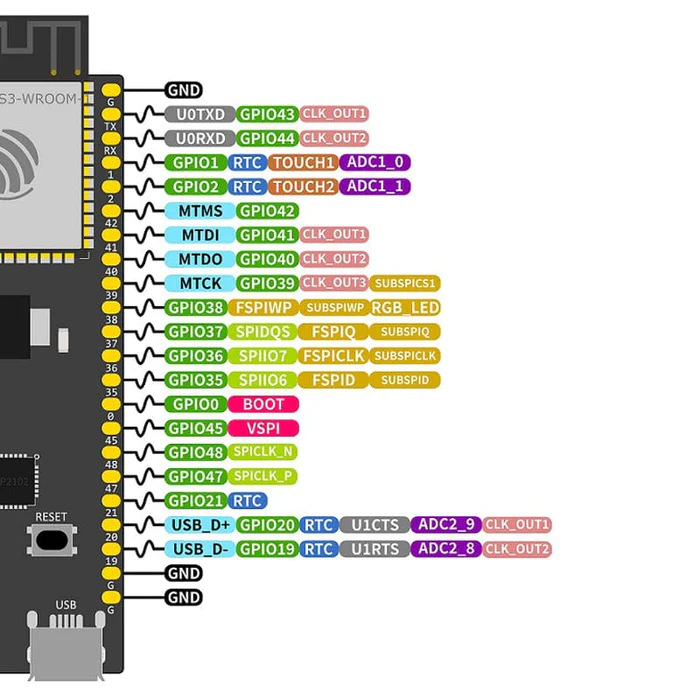 GND
S3-WROOM-1
G
U0TXD GPIO43 CLK_OUT1
TX
U0RXD GPIO44 CLK_OUT2
RX
GPIO1 RTC TOUCH1 ADC1_0
1
GPIO2 RTC TOUCH2 ADC1_1
2
MTMS GPIO42
42
MTDI GPIO41 CLK_OUT1
41
MTDO GPIO40 CLK_OUT2
40
MTCK GPIO39 CLK_OUT3 SUBSPICS1
39
GPIO38 FSPIWP SUBSPIWP RGB_LED
38
GPIO37 SPIDQS FSPIQ SUBSPIQ
37
GPIO36 SPIIO7 FSPICLK SUBSPICLK
36
GPIO35 SPIIO6 FSPID SUBSPID
35
GPIO0 BOOT
0
GPIO45 VSPI
45
GPIO48 SPICLK_N
48
GPIO47 SPICLK_P
P2102
47
GPIO21 RTC
RESET
21
USB_D+ GPIO20 RTC U1CTS ADC2_9 CLK_OUT1
20
USB_D- GPIO19 RTC U1RTS ADC2_8 CLK_OUT2
19
GND
G
GND
USB
G